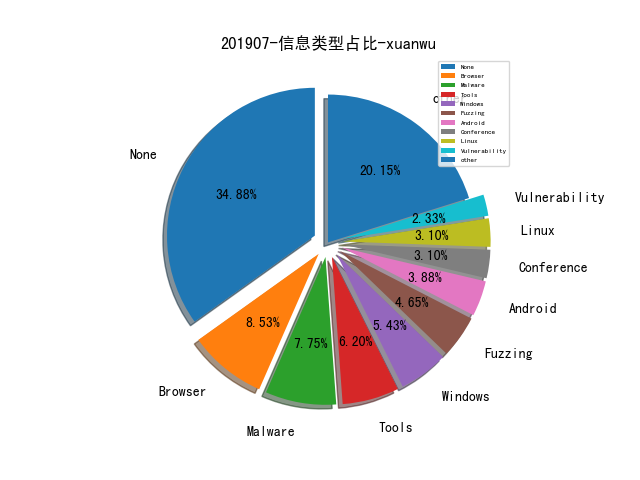 201907-信息类型占比-xuanwu
None
Browser
Malware
Tools
Windows
Fuzzing
Android
Conference
Linux
Vulnerability
other
None
34.88%
20.15%
Vulnerability
2.33%
Linux
3.10%
Conference
3.10%
Android
3.88%
Fuzzing
4.65%
Windows
5.43%
Tools
6.20%
Malware
7.75%
Browser
8.53%